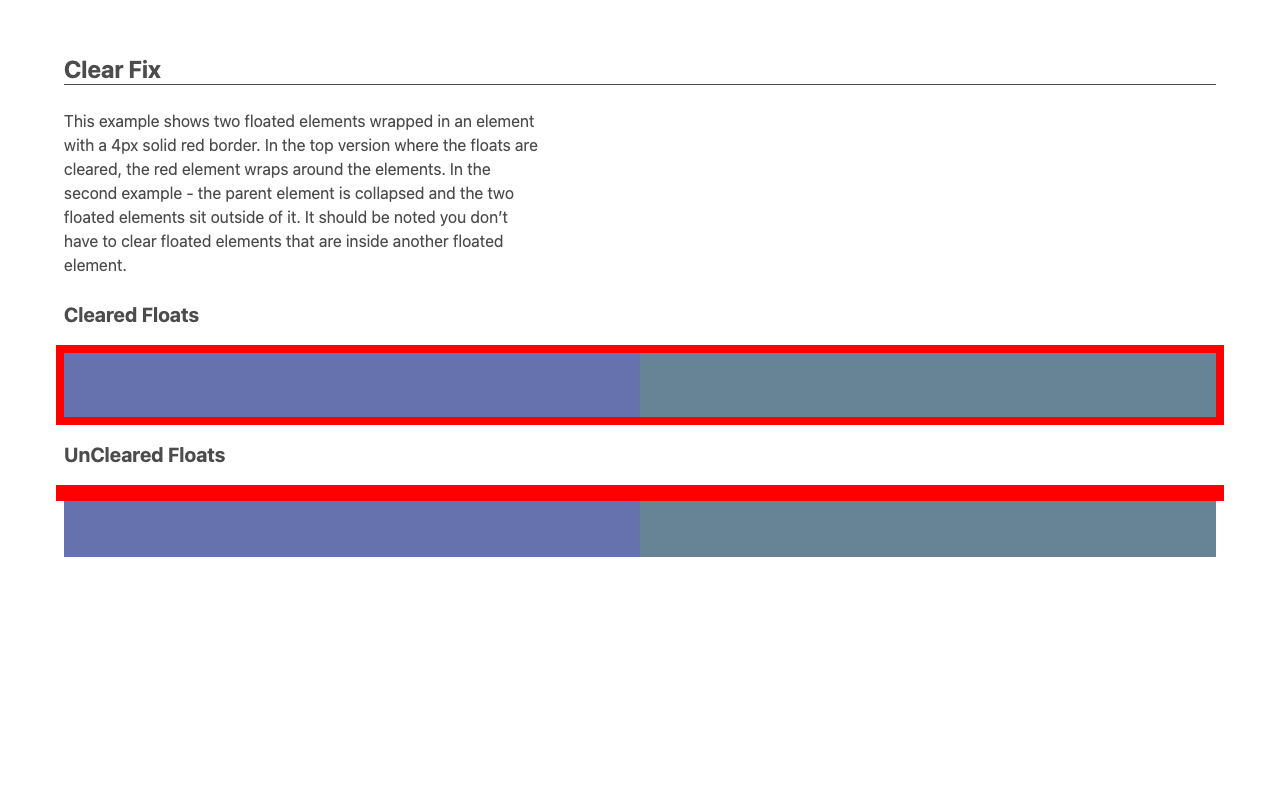 Clear Fix
This example shows two floated elements wrapped in an element
with a 4px solid red border. In the top version where the floats are
cleared, the red element wraps around the elements. In the
second example - the parent element is collapsed and the two
floated elements sit outside of it. It should be noted you don’t
have to clear floated elements that are inside another floated
element.
Cleared Floats
UnCleared Floats